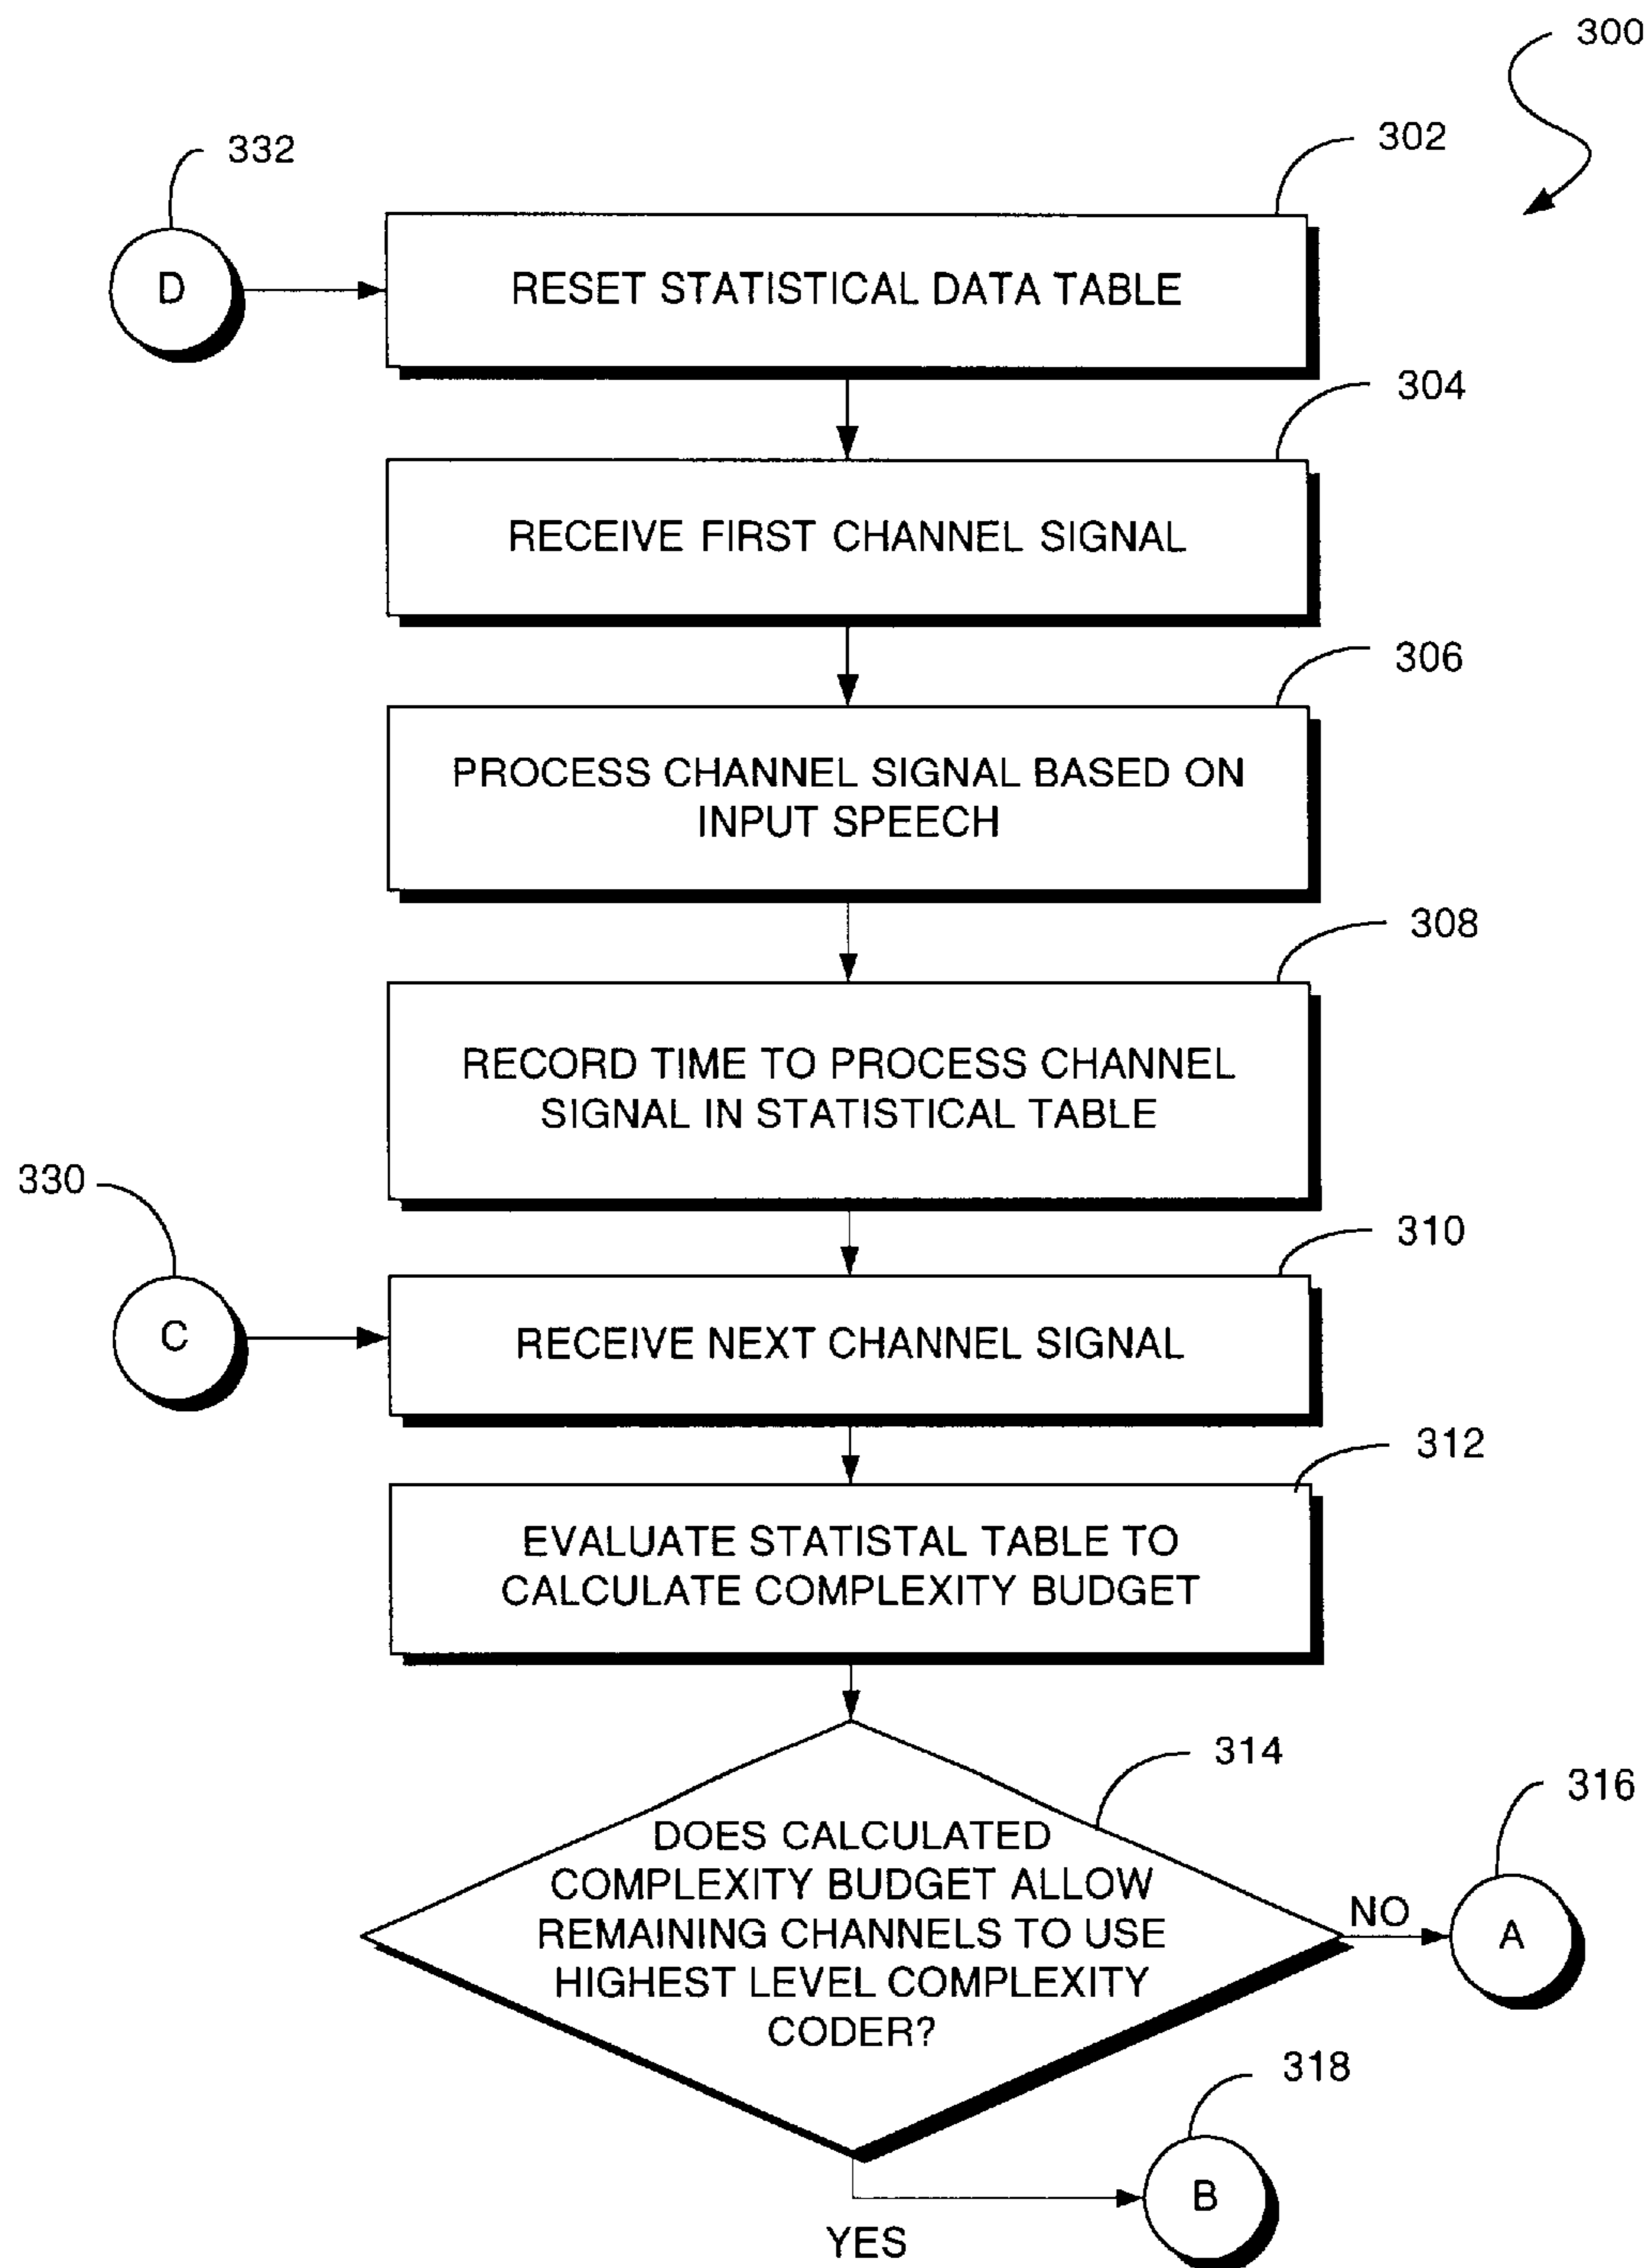 300
332
302
D
RESET STATISTICAL DATA TABLE
304
RECEIVE FIRST CHANNEL SIGNAL
306
PROCESS CHANNEL SIGNAL BASED ON
INPUT SPEECH
308
RECORD TIME TO PROCESS CHANNEL
SIGNAL IN STATISTICAL TABLE
330
310
C
RECEIVE NEXT CHANNEL SIGNAL
312
EVALUATE STATISTAL TABLE TO
CALCULATE COMPLEXITY BUDGET
314
316
DOES CALCULATED
COMPLEXITY BUDGET ALLOW
REMAINING CHANNELS TO USE
HIGHEST LEVEL COMPLEXITY
CODER?
NO
A
318
B
YES